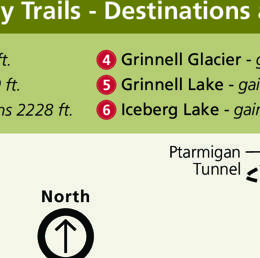 y Trails - Destinations
ft.
4 Grinnell Glacier -
ft.
5 Grinnell Lake - gai
ns 2228 ft.
6 Iceberg Lake - gain
Ptarmigan
Tunnel
North